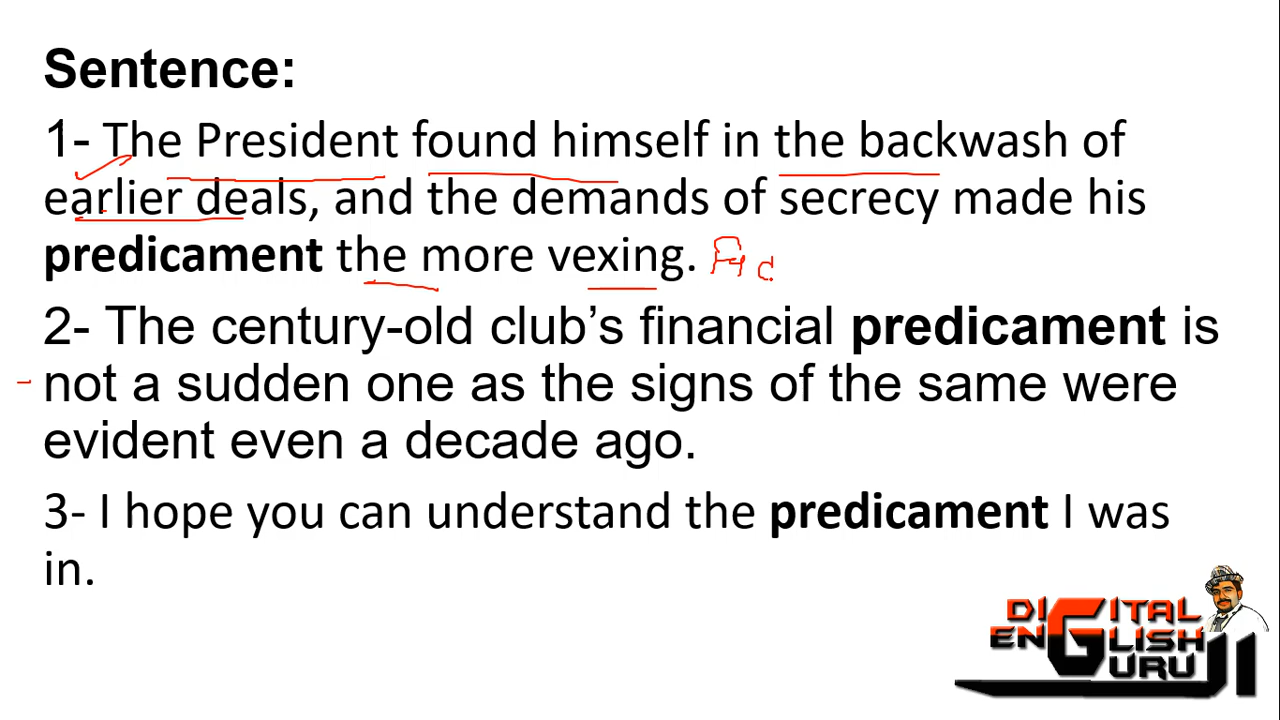 Sentence:
1- The President found himself in the backwash of
earlier deals, and the demands of secrecy made his
predicament the more vexing.
2- The century-old club’s financial predicament is
not a sudden one as the signs of the same were
evident even a decade ago.
3- I hope you can understand the predicament I was
in.
DIGITAL
ENGLISH
GURUJI